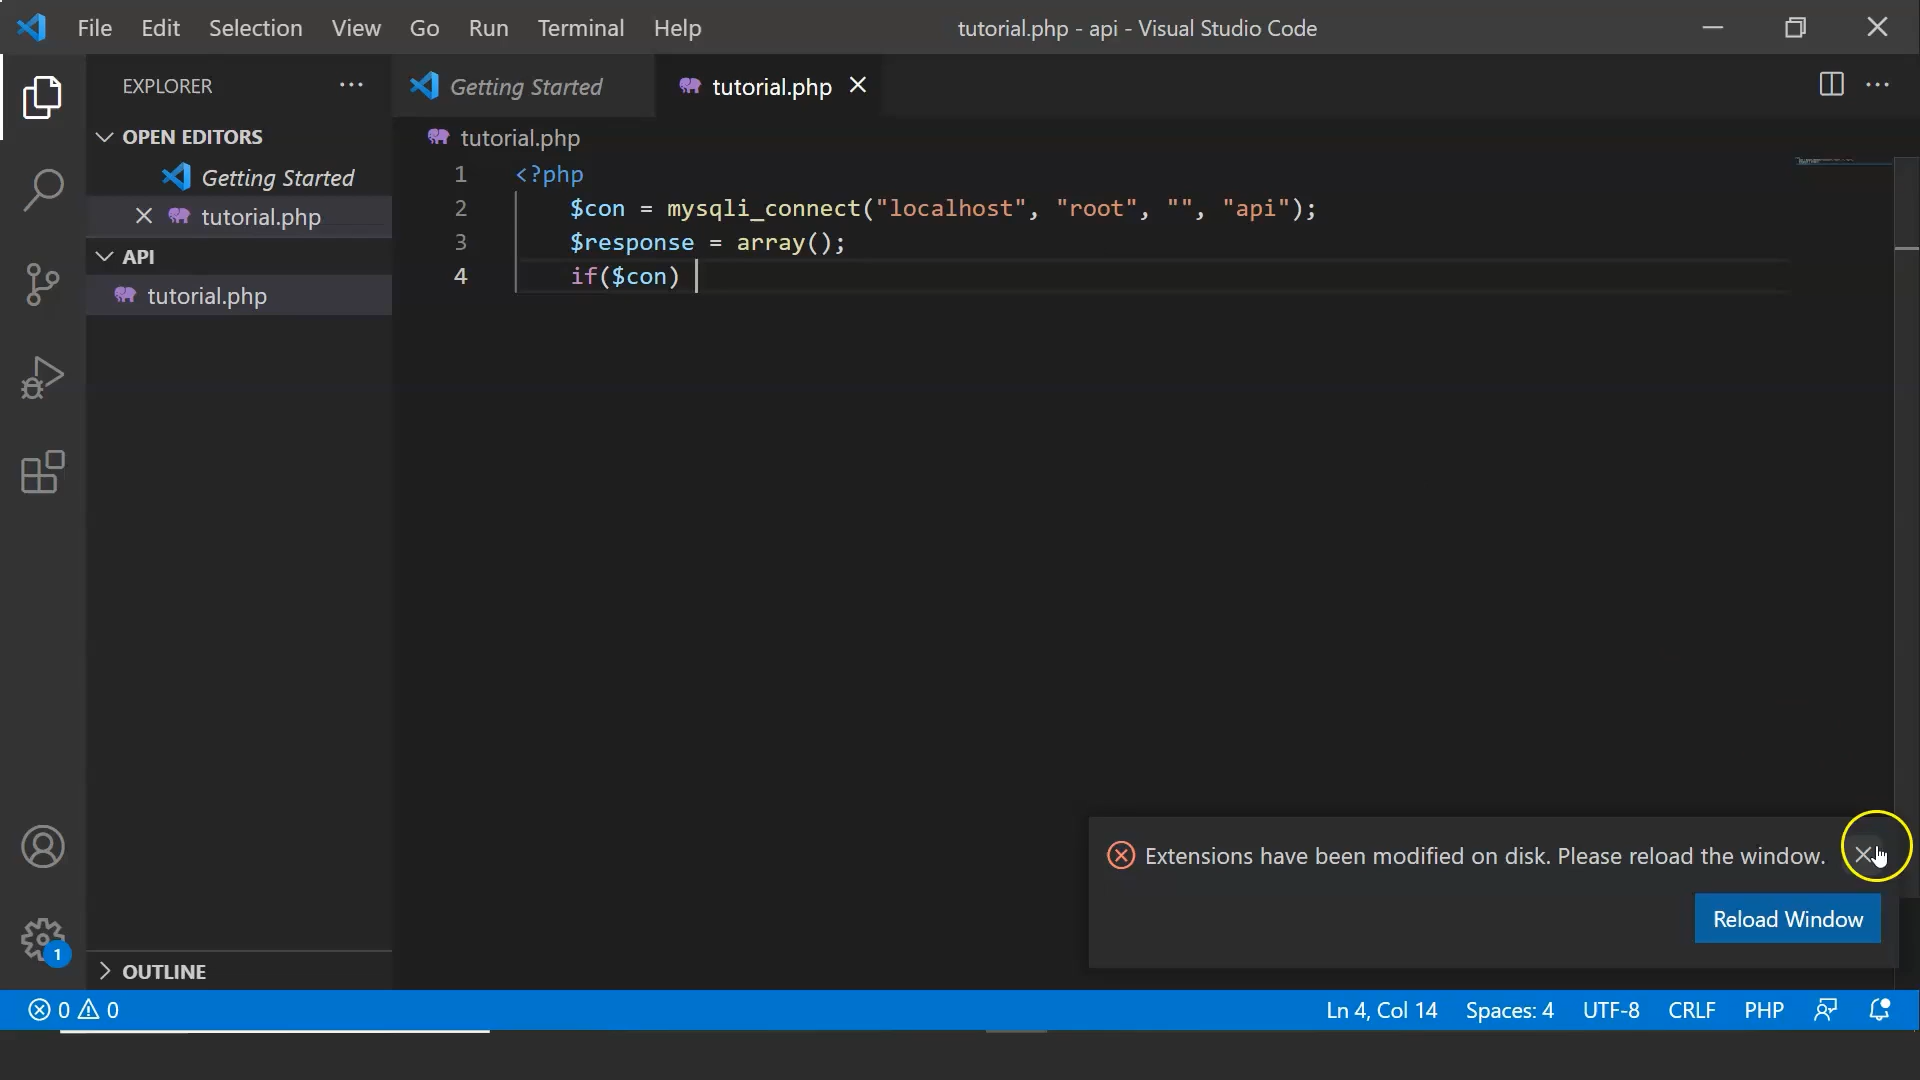 File Edit Selection View Go Run Terminal Help tutorial.php - api - Visual Studio Code
EXPLORER
OPEN EDITORS
Getting Started
tutorial.php
API
tutorial.php
OUTLINE
Getting Started tutorial.php
tutorial.php
1 <?php
2 $con = mysqli_connect("localhost", "root", "", "api");
3 $response = array();
4 if($con)
Extensions have been modified on disk. Please reload the window.
Reload Window
1
0 0 Ln 4, Col 14 Spaces: 4 UTF-8 CRLF PHP